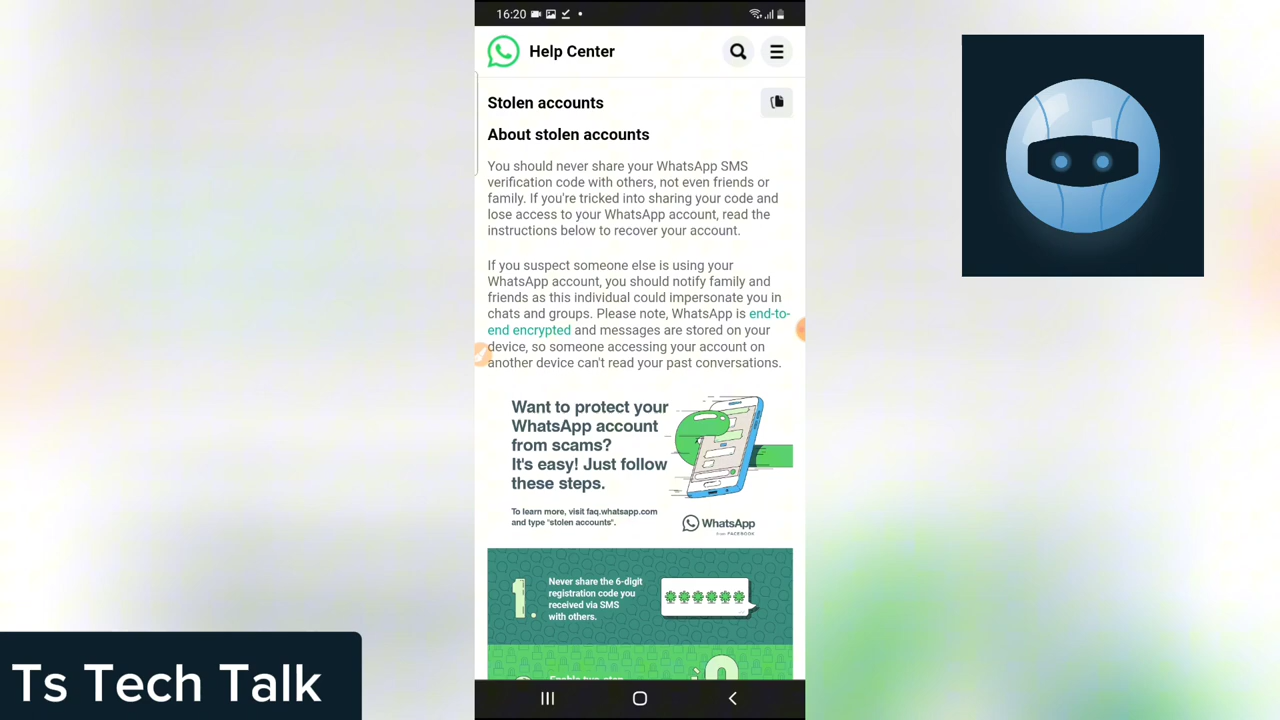 16:20
Help Center
Stolen accounts
About stolen accounts
You should never share your WhatsApp SMS
verification code with others, not even friends or
family. If you're tricked into sharing your code and
lose access to your WhatsApp account, read the
instructions below to recover your account.
If you suspect someone else is using your
WhatsApp account, you should notify family and
friends as this individual could impersonate you in
chats and groups. Please note, WhatsApp is end-to-
end encrypted and messages are stored on your
device, so someone accessing your account on
another device can't read your past conversations.
Want to protect your
WhatsApp account
from scams?
It's easy! Just follow
these steps.
To learn more, visit faq.whatsapp.com
and type "stolen accounts".
WhatsApp
from FACEBOOK
1.
Never share the 6-digit
registration code you
received via SMS
with others.
Enable two-step
Ts Tech Talk